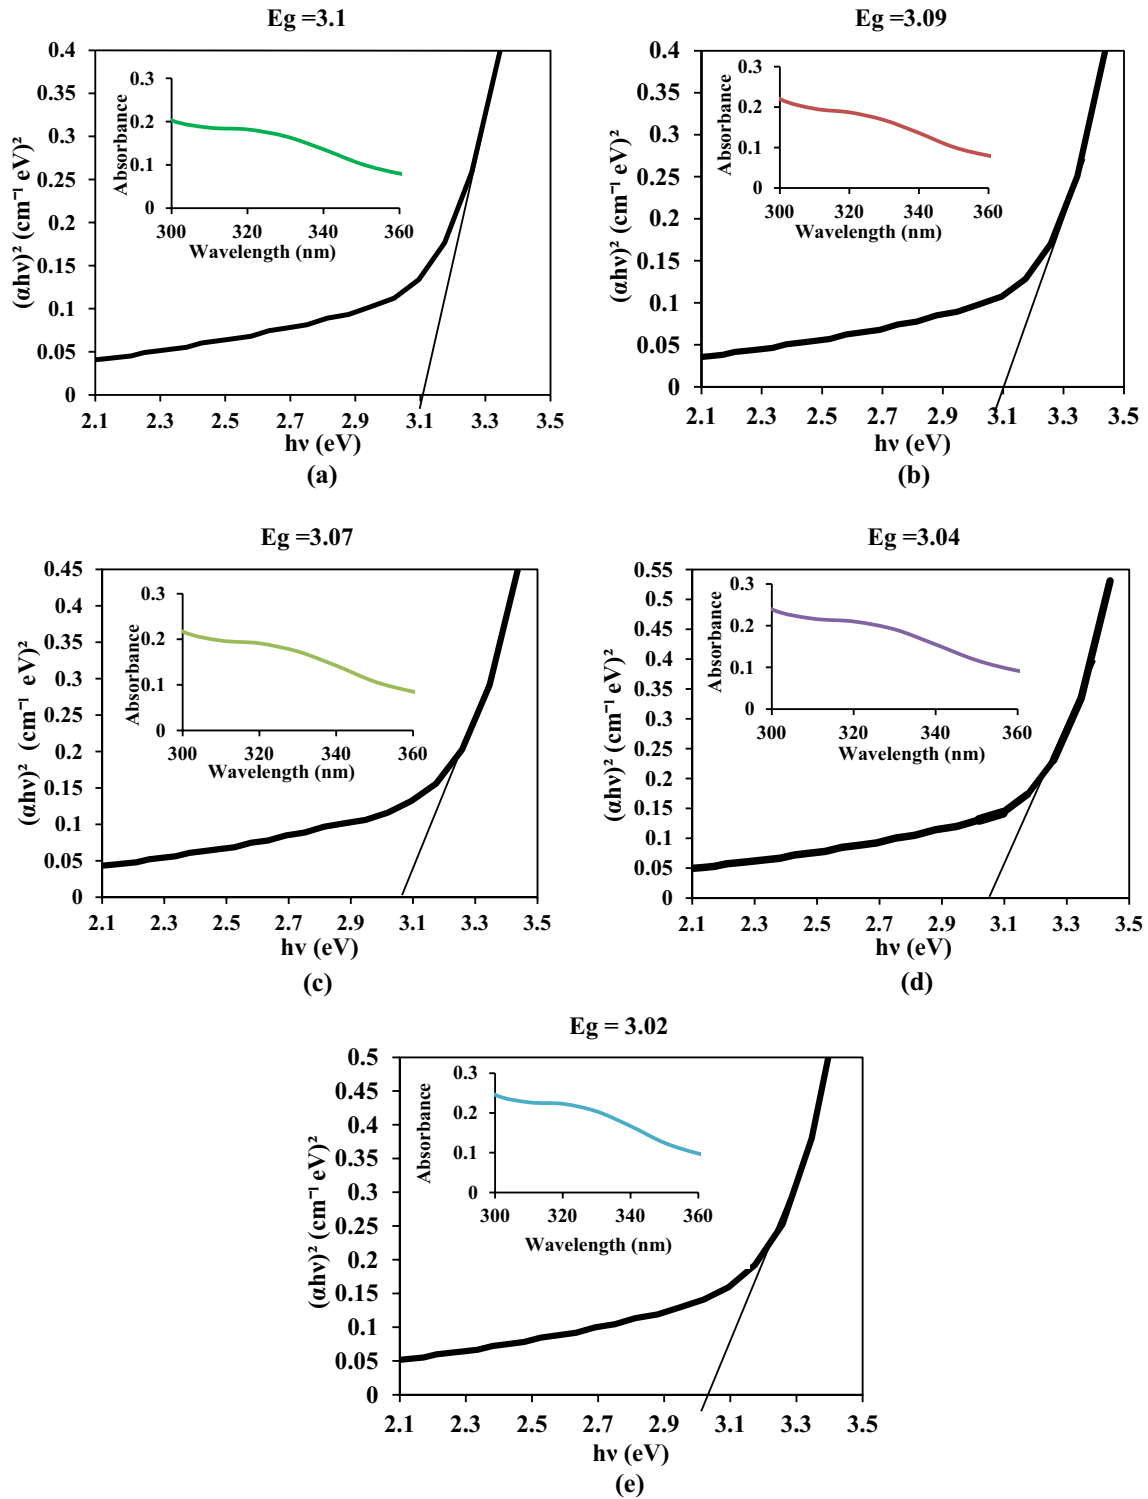 Eg =3.1
0.4
0.35
0.3
0.25
0.2
0.15
0.1
0.05
0
(αhν)² (cm⁻¹ eV)²
2.1 2.3 2.5 2.7 2.9 3.1 3.3 3.5
hν (eV)
(a)
0.3
0.2
0.1
0
Absorbance
300 320 340 360
Wavelength (nm)
Eg =3.09
0.4
0.35
0.3
0.25
0.2
0.15
0.1
0.05
0
(αhν)² (cm⁻¹ eV)²
2.1 2.3 2.5 2.7 2.9 3.1 3.3 3.5
hν (eV)
(b)
0.3
0.2
0.1
0
Absorbance
300 320 340 360
Wavelength (nm)
Eg =3.07
0.45
0.4
0.35
0.3
0.25
0.2
0.15
0.1
0.05
0
(αhν)² (cm⁻¹ eV)²
2.1 2.3 2.5 2.7 2.9 3.1 3.3 3.5
hν (eV)
(c)
0.3
0.2
0.1
0
Absorbance
300 320 340 360
Wavelength (nm)
Eg =3.04
0.55
0.5
0.45
0.4
0.35
0.3
0.25
0.2
0.15
0.1
0.05
0
(αhν)² (cm⁻¹ eV)²
2.1 2.3 2.5 2.7 2.9 3.1 3.3 3.5
hν (eV)
(d)
0.3
0.2
0.1
0
Absorbance
300 320 340 360
Wavelength (nm)
Eg = 3.02
0.5
0.45
0.4
0.35
0.3
0.25
0.2
0.15
0.1
0.05
0
(αhν)² (cm⁻¹ eV)²
2.1 2.3 2.5 2.7 2.9 3.1 3.3 3.5
hν (eV)
(e)
0.3
0.2
0.1
0
Absorbance
300 320 340 360
Wavelength (nm)